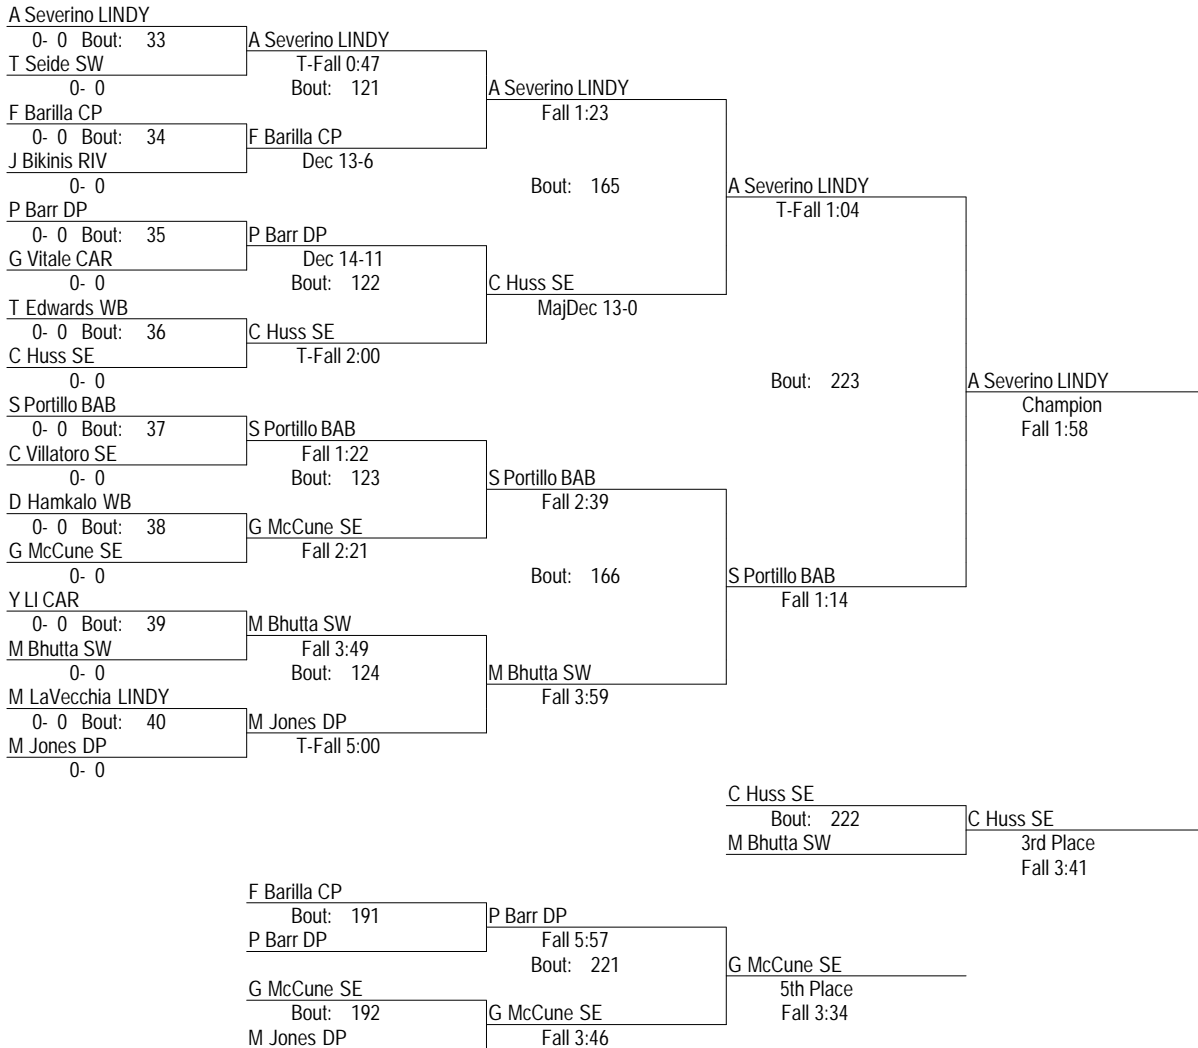 A Severino LINDY
0- 0 Bout: 33
T Seide SW
0- 0
F Barilla CP
0- 0 Bout: 34
J Bikinis RIV
0- 0
P Barr DP
0- 0 Bout: 35
G Vitale CAR
0- 0
T Edwards WB
0- 0 Bout: 36
C Huss SE
0- 0
S Portillo BAB
0- 0 Bout: 37
C Villatoro SE
0- 0
D Hamkalo WB
0- 0 Bout: 38
G McCune SE
0- 0
Y LI CAR
0- 0 Bout: 39
M Bhutta SW
0- 0
M LaVecchia LINDY
0- 0 Bout: 40
M Jones DP
0- 0
A Severino LINDY
T-Fall 0:47
Bout: 121
F Barilla CP
Dec 13-6
P Barr DP
Dec 14-11
Bout: 122
C Huss SE
T-Fall 2:00
S Portillo BAB
Fall 1:22
Bout: 123
G McCune SE
Fall 2:21
M Bhutta SW
Fall 3:49
Bout: 124
M Jones DP
T-Fall 5:00
A Severino LINDY
Fall 1:23
Bout: 165
C Huss SE
MajDec 13-0
S Portillo BAB
Fall 2:39
Bout: 166
M Bhutta SW
Fall 3:59
A Severino LINDY
T-Fall 1:04
Bout: 223
S Portillo BAB
Fall 1:14
A Severino LINDY
Champion
Fall 1:58
C Huss SE
Bout: 222
M Bhutta SW
C Huss SE
3rd Place
Fall 3:41
F Barilla CP
Bout: 191
P Barr DP
G McCune SE
Bout: 192
M Jones DP
P Barr DP
Fall 5:57
Bout: 221
G McCune SE
Fall 3:46
G McCune SE
5th Place
Fall 3:34